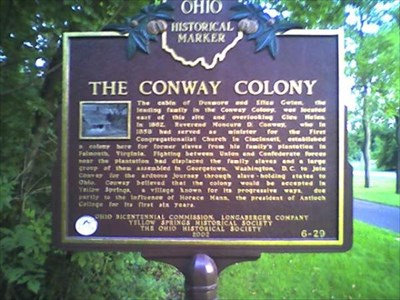 OHIO
HISTORICAL
MARKER
THE CONWAY COLONY
The cabin of Dunmore and Eliza Gwinn, the
leading family in the Conway Colony, was located
east of this site and overlooking Glen Helen.
In 1862, Reverend Moncure D. Conway, who in
1856 had served as minister for the First
Congregationalist Church in Cincinnati, established
a colony here for former slaves from his family's plantation in
Falmouth, Virginia. Fighting between Union and Confederate forces
near the plantation had displaced the family slaves and a large
group of them assembled in Georgetown, Washington, D.C. to join
Conway for the arduous journey through slave-holding states to
Ohio. Conway believed that the colony would be accepted in
Yellow Springs, a village known for its progressive ways, due
partly to the influence of Horace Mann, the president of Antioch
College for its first six years.
OHIO BICENTENNIAL COMMISSION, LONGABERGER COMPANY
YELLOW SPRINGS HISTORICAL SOCIETY
THE OHIO HISTORICAL SOCIETY
2002
6-29